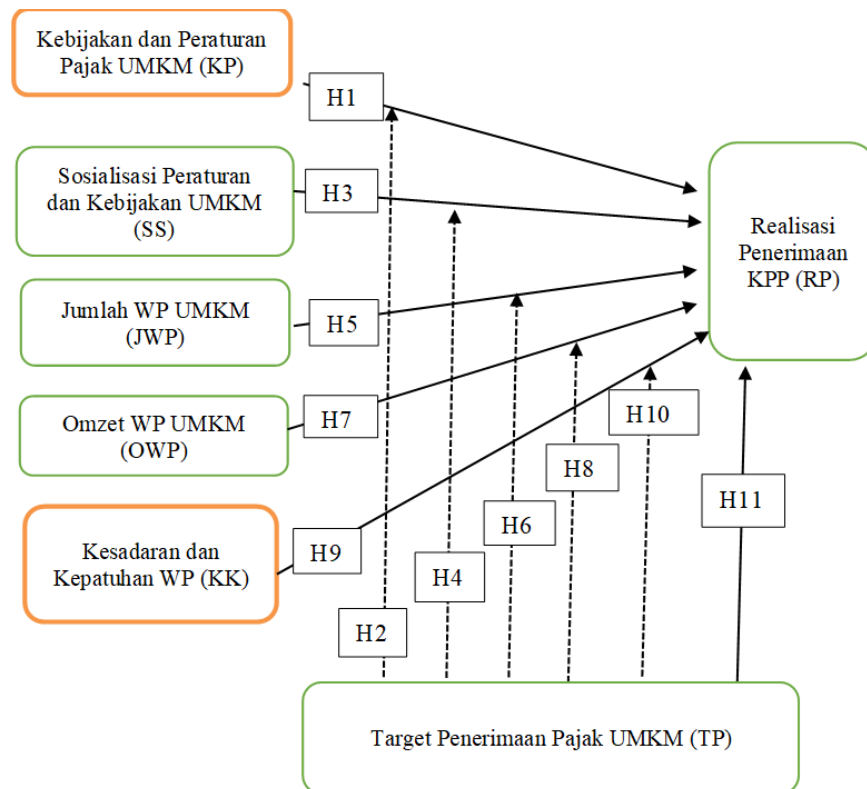 Kebijakan dan Peraturan
Pajak UMKM (KP)
H1
Sosialisasi Peraturan
dan Kebijakan UMKM
(SS)
H3
Realisasi
Penerimaan
KPP (RP)
Jumlah WP UMKM
(JWP)
H5
Omzet WP UMKM
(OWP)
H7
H10
H8
H11
H6
Kesadaran dan
Kepatuhan WP (KK)
H9
H4
H2
Target Penerimaan Pajak UMKM (TP)